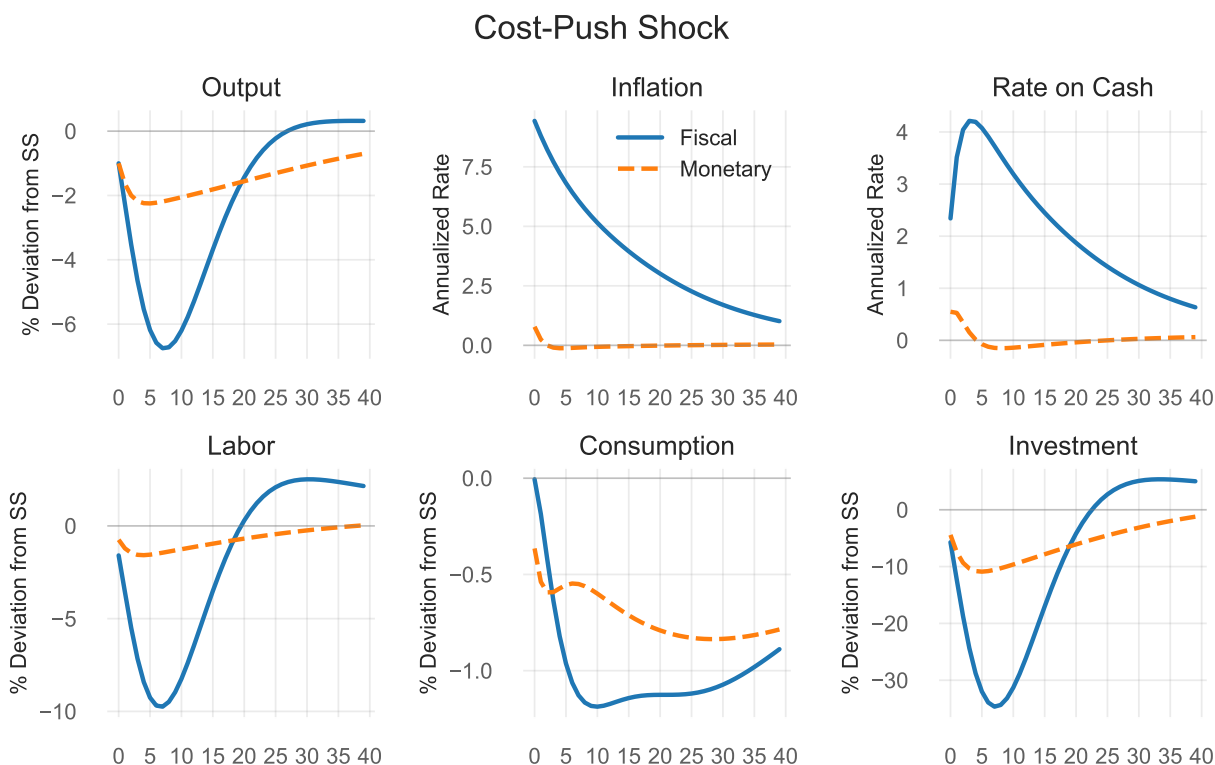 Cost-Push Shock
Output
% Deviation from SS
0
−2
−4
−6
0 5 10 15 20 25 30 35 40
Inflation
Annualized Rate
7.5
5.0
2.5
0.0
Fiscal
Monetary
0 5 10 15 20 25 30 35 40
Rate on Cash
Annualized Rate
4
3
2
1
0
0 5 10 15 20 25 30 35 40
Labor
% Deviation from SS
0
−5
−10
0 5 10 15 20 25 30 35 40
Consumption
% Deviation from SS
0.0
−0.5
−1.0
0 5 10 15 20 25 30 35 40
Investment
% Deviation from SS
0
−10
−20
−30
0 5 10 15 20 25 30 35 40